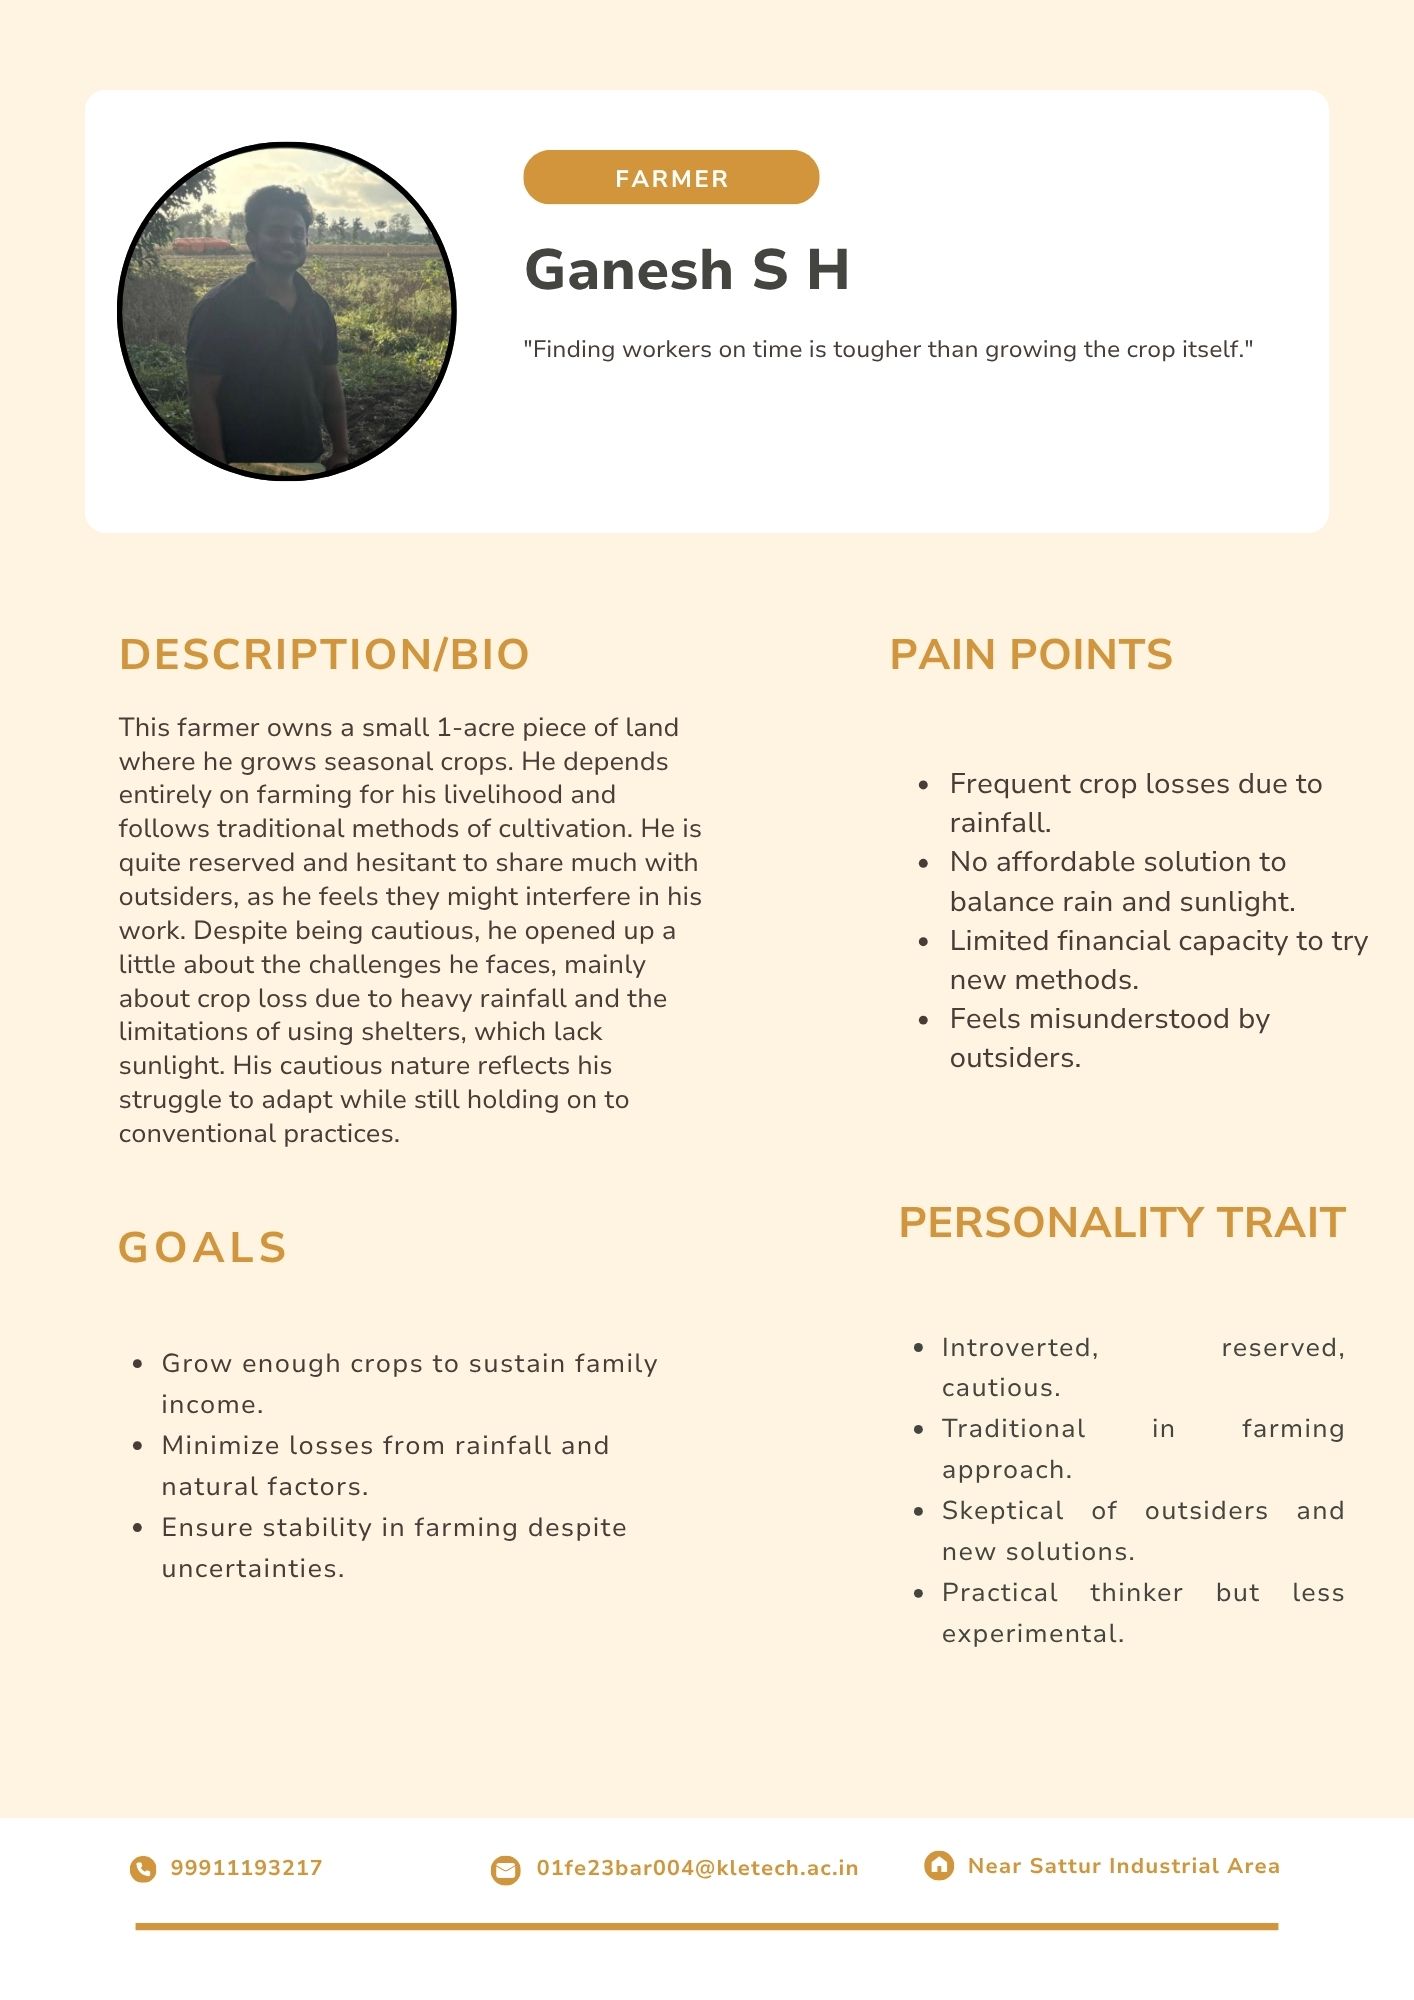 FARMER
Ganesh S H
"Finding workers on time is tougher than growing the crop itself."
DESCRIPTION/BIO
This farmer owns a small 1-acre piece of land
where he grows seasonal crops. He depends
entirely on farming for his livelihood and
follows traditional methods of cultivation. He is
quite reserved and hesitant to share much with
outsiders, as he feels they might interfere in his
work. Despite being cautious, he opened up a
little about the challenges he faces, mainly
about crop loss due to heavy rainfall and the
limitations of using shelters, which lack
sunlight. His cautious nature reflects his
struggle to adapt while still holding on to
conventional practices.
GOALS
• Grow enough crops to sustain family
income.
• Minimize losses from rainfall and
natural factors.
• Ensure stability in farming despite
uncertainties.
PAIN POINTS
• Frequent crop losses due to
rainfall.
• No affordable solution to
balance rain and sunlight.
• Limited financial capacity to try
new methods.
• Feels misunderstood by
outsiders.
PERSONALITY TRAIT
• Introverted, reserved,
cautious.
• Traditional in farming
approach.
• Skeptical of outsiders and
new solutions.
• Practical thinker but less
experimental.
99911193217
01fe23bar004@kletech.ac.in
Near Sattur Industrial Area